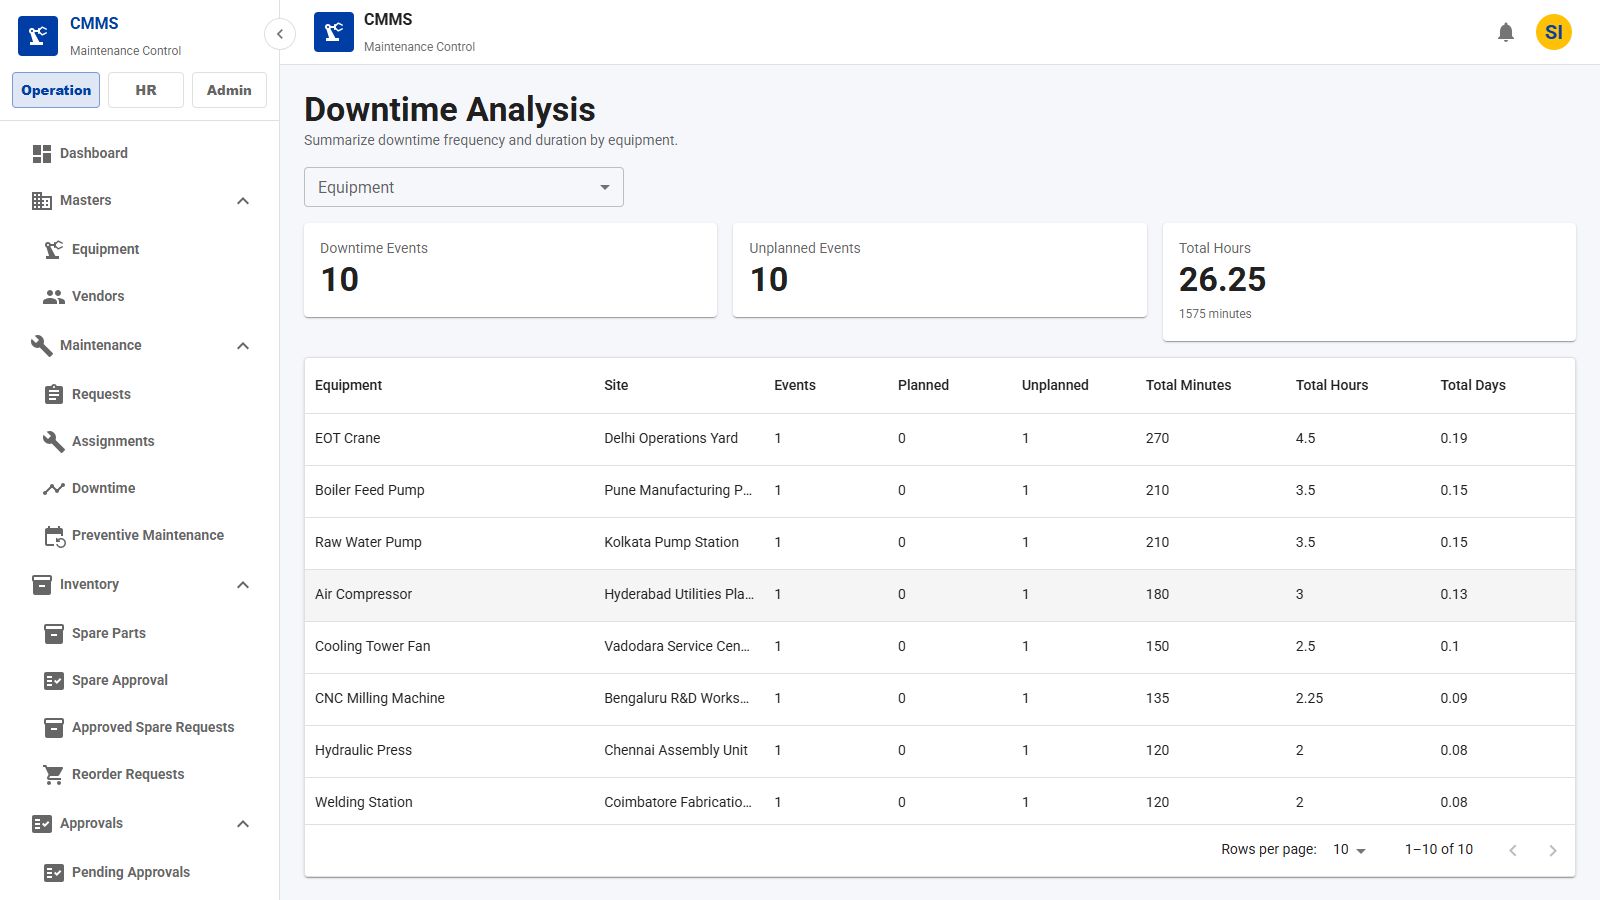 CMMS
Maintenance Control
Operation HR Admin
Dashboard
Masters
Equipment
Vendors
Maintenance
Requests
Assignments
Downtime
Preventive Maintenance
Inventory
Spare Parts
Spare Approval
Approved Spare Requests
Reorder Requests
Approvals
Pending Approvals
CMMS
Maintenance Control
SI
Downtime Analysis
Summarize downtime frequency and duration by equipment.
Equipment
Downtime Events
10
Unplanned Events
10
Total Hours
26.25
1575 minutes
Equipment Site Events Planned Unplanned Total Minutes Total Hours Total Days
EOT Crane Delhi Operations Yard 1 0 1 270 4.5 0.19
Boiler Feed Pump Pune Manufacturing P... 1 0 1 210 3.5 0.15
Raw Water Pump Kolkata Pump Station 1 0 1 210 3.5 0.15
Air Compressor Hyderabad Utilities Pla... 1 0 1 180 3 0.13
Cooling Tower Fan Vadodara Service Cen... 1 0 1 150 2.5 0.1
CNC Milling Machine Bengaluru R&D Works... 1 0 1 135 2.25 0.09
Hydraulic Press Chennai Assembly Unit 1 0 1 120 2 0.08
Welding Station Coimbatore Fabricatio... 1 0 1 120 2 0.08
Rows per page: 10 1–10 of 10